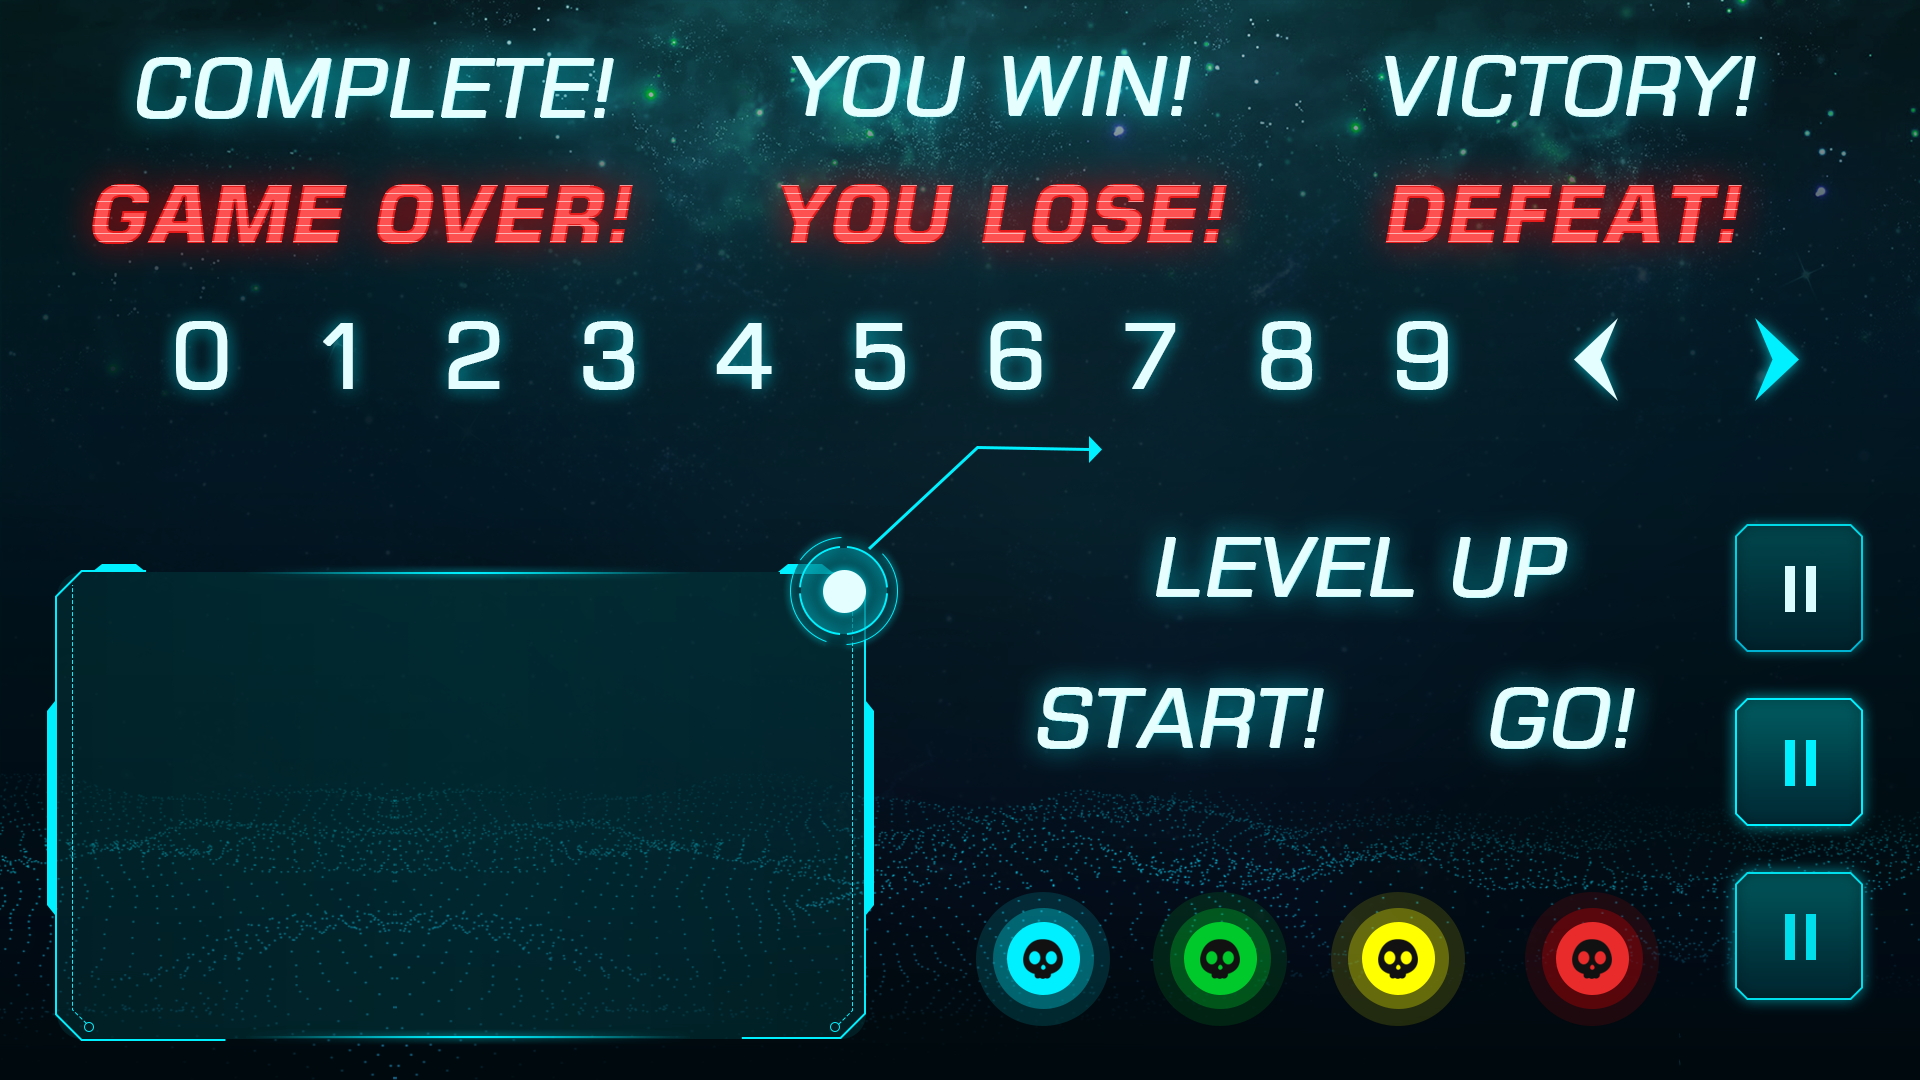 COMPLETE! YOU WIN! VICTORY!
GAME OVER! YOU LOSE! DEFEAT!
0 1 2 3 4 5 6 7 8 9
LEVEL UP
START! GO!